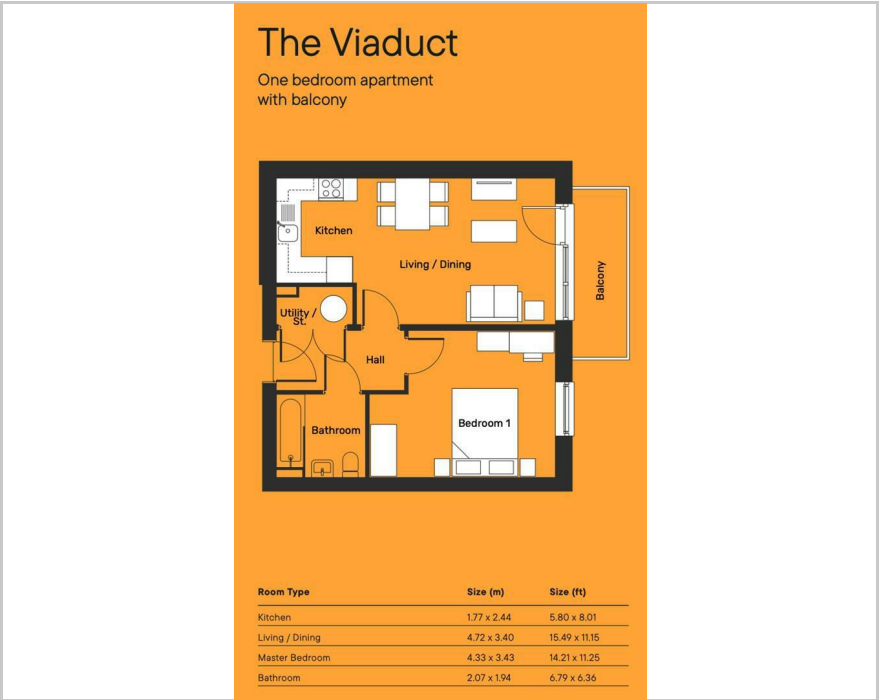 The Viaduct
One bedroom apartment
with balcony
Kitchen
Living / Dining
Balcony
Utility /
St.
Hall
Bathroom
Bedroom 1
Room Type Size (m) Size (ft)
Kitchen 1.77 x 2.44 5.80 x 8.01
Living / Dining 4.72 x 3.40 15.49 x 11.15
Master Bedroom 4.33 x 3.43 14.21 x 11.25
Bathroom 2.07 x 1.94 6.79 x 6.36